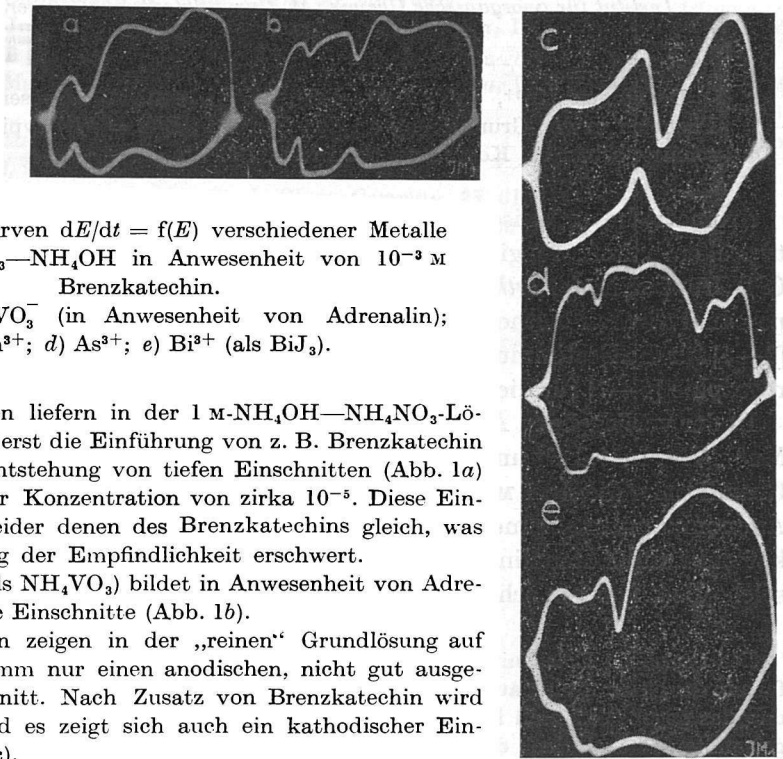 a
b
c
d
e
JM
JM
rven dE/dt = f(E) verschiedener Metalle
₃—NH₄OH in Anwesenheit von 10⁻³ M
Brenzkatechin.
VO₃⁻ (in Anwesenheit von Adrenalin);
³⁺; d) As³⁺; e) Bi³⁺ (als BiJ₃).
n liefern in der 1 M-NH₄OH—NH₄NO₃-Lö-
erst die Einführung von z. B. Brenzkatechin
ntstehung von tiefen Einschnitten (Abb. 1a)
r Konzentration von zirka 10⁻⁵. Diese Ein-
eider denen des Brenzkatechins gleich, was
g der Empfindlichkeit erschwert.
ls NH₄VO₃) bildet in Anwesenheit von Adre-
e Einschnitte (Abb. 1b).
n zeigen in der „reinen“ Grundlösung auf
mm nur einen anodischen, nicht gut ausge-
nitt. Nach Zusatz von Brenzkatechin wird
d es zeigt sich auch ein kathodischer Ein-